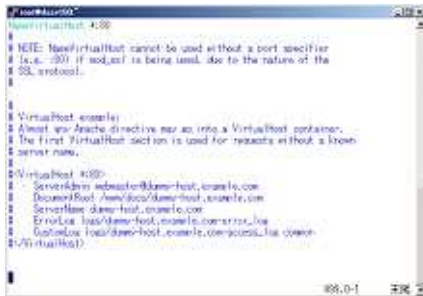 NameVirtualHost *:80
#
# NOTE: NameVirtualHost cannot be used without a port specifier
# (e.g. :80) if mod_ssl is being used, due to the nature of the
# SSL protocol.
#
#
# VirtualHost example:
# Almost any Apache directive may go into a VirtualHost container.
# The first VirtualHost section is used for requests without a known
# server name.
#
#<VirtualHost *:80>
# ServerAdmin webmaster@dummy-host.example.com
# DocumentRoot /www/docs/dummy-host.example.com
# ServerName dummy-host.example.com
# ErrorLog logs/dummy-host.example.com-error_log
# CustomLog logs/dummy-host.example.com-access_log common
#</VirtualHost>
末尾